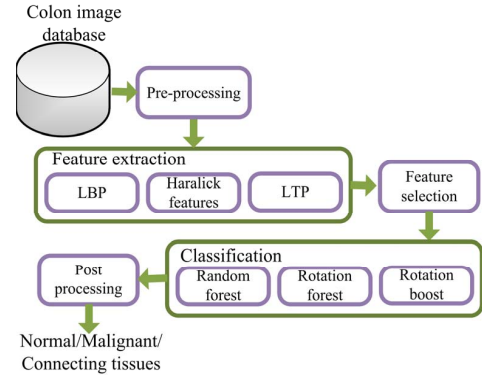 Colon image
database
Pre-processing
Feature extraction
LBP
Haralick
features
LTP
Feature
selection
Classification
Random
forest
Rotation
forest
Rotation
boost
Post
processing
Normal/Malignant/
Connecting tissues